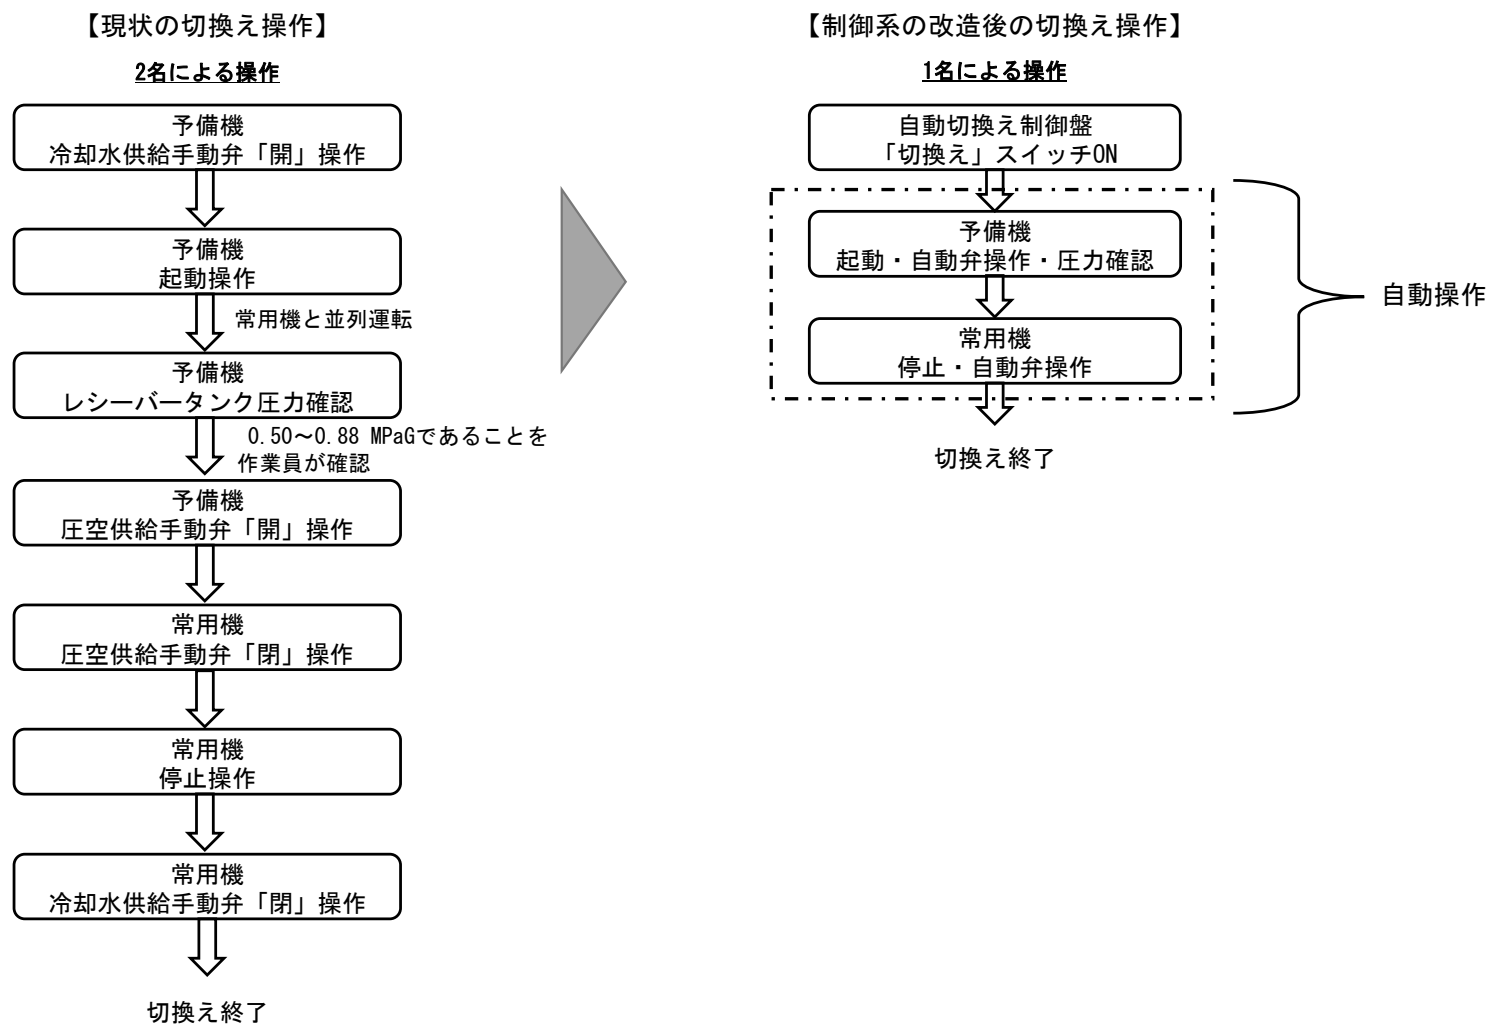 【現状の切換え操作】
2名による操作
予備機
冷却水供給手動弁「開」操作
予備機
起動操作
常用機と並列運転
予備機
レシーバータンク圧力確認
0.50～0.88 MPaGであることを
作業員が確認
予備機
圧空供給手動弁「開」操作
常用機
圧空供給手動弁「閉」操作
常用機
停止操作
常用機
冷却水供給手動弁「閉」操作
切換え終了
【制御系の改造後の切換え操作】
1名による操作
自動切換え制御盤
「切換え」スイッチON
予備機
起動・自動弁操作・圧力確認
常用機
停止・自動弁操作
切換え終了
自動操作